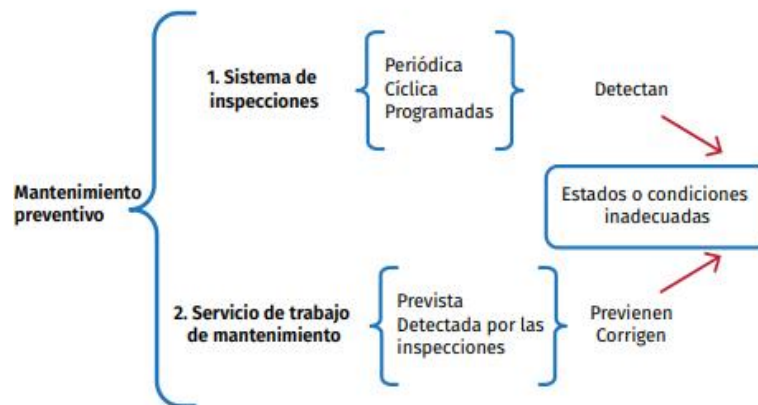 Mantenimiento
preventivo
1. Sistema de
inspecciones
Períódica
Cíclica
Programadas
Detectan
Estados o condiciones
inadecuadas
2. Servicio de trabajo
de mantenimiento
Prevista
Detectada por las
inspecciones
Previenen
Corrigen